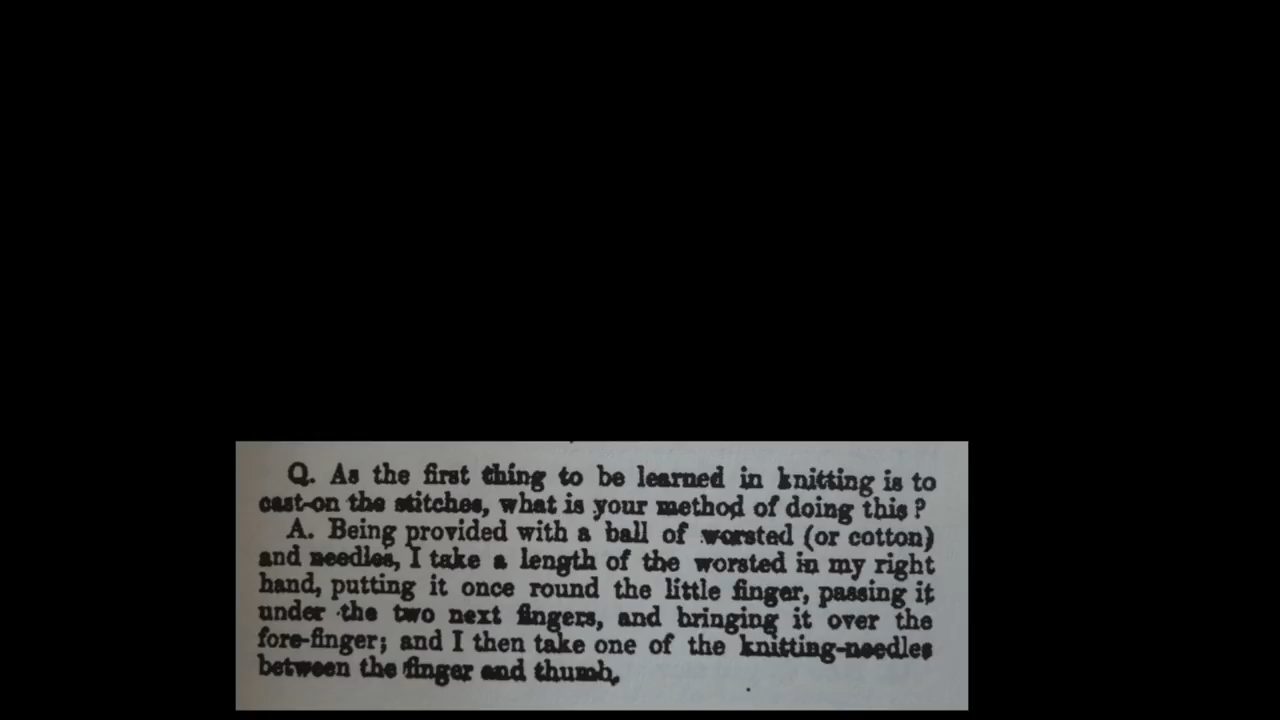 Q. As the first thing to be learned in knitting is to
cast-on the stitches, what is your method of doing this ?
A. Being provided with a ball of worsted (or cotton)
and needles, I take a length of the worsted in my right
hand, putting it once round the little finger, passing it
under the two next fingers, and bringing it over the
fore-finger; and I then take one of the knitting-needles
between the finger and thumb.